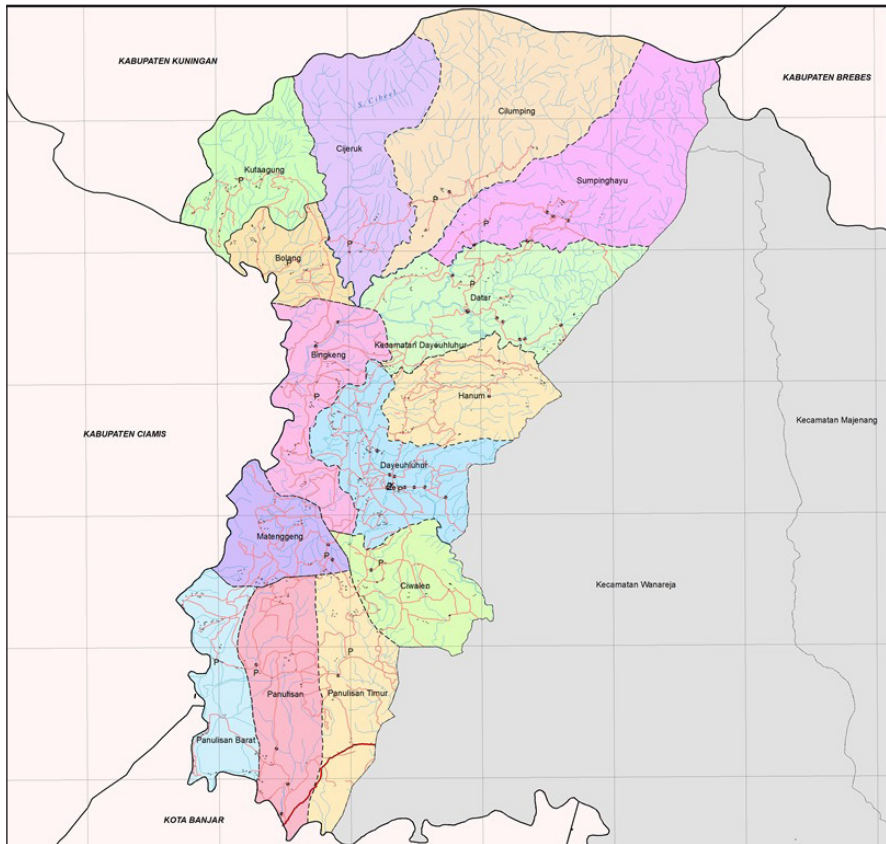 KABUPATEN KUNINGAN
KABUPATEN BREBES
S. Cibeet
Cilumping
Cijeruk
Kutaagung
Sumpinghayu
P
P
P
P
Bolang
P
P
Datar
Kecamatan Dayeuhluhur
Bingkeng
P
Hanum
Kecamatan Majenang
KABUPATEN CIAMIS
Dayeuhluhur
P
Matenggeng
P
P
Ciwalen
Kecamatan Wanareja
P
P
P
Panulisan
Panulisan Timur
Panulisan Barat
KOTA BANJAR